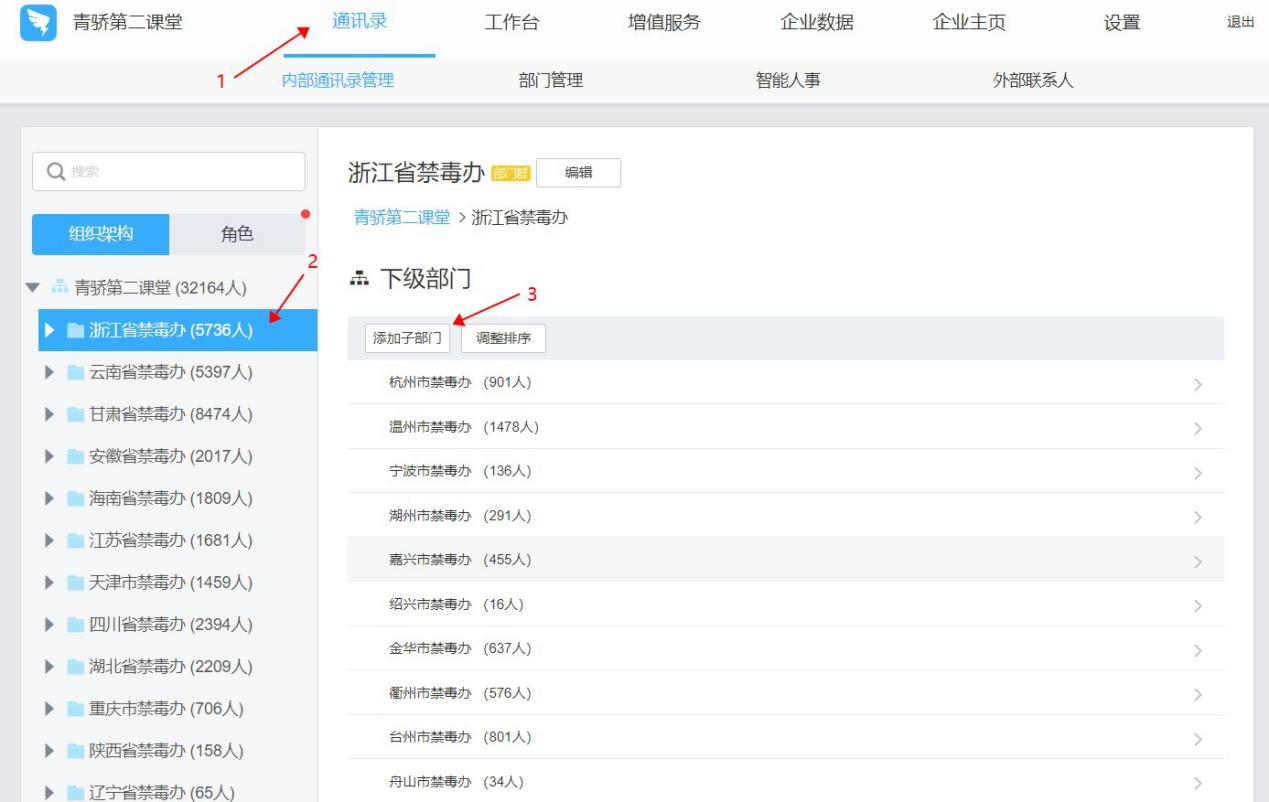 青骄第二课堂
通讯录
工作台
增值服务
企业数据
企业主页
设置
退出
1
内部通讯录管理
部门管理
智能人事
外部联系人
搜索
组织架构
角色
2
青骄第二课堂 (32164人)
浙江省禁毒办 (5736人)
云南省禁毒办 (5397人)
甘肃省禁毒办 (8474人)
安徽省禁毒办 (2017人)
海南省禁毒办 (1809人)
江苏省禁毒办 (1681人)
天津市禁毒办 (1459人)
四川省禁毒办 (2394人)
湖北省禁毒办 (2209人)
重庆市禁毒办 (706人)
陕西省禁毒办 (158人)
辽宁省禁毒办 (65人)
浙江省禁毒办 部门群 编辑
青骄第二课堂 > 浙江省禁毒办
下级部门
3
添加子部门 调整排序
杭州市禁毒办 (901人)
温州市禁毒办 (1478人)
宁波市禁毒办 (136人)
湖州市禁毒办 (291人)
嘉兴市禁毒办 (455人)
绍兴市禁毒办 (16人)
金华市禁毒办 (637人)
衢州市禁毒办 (576人)
台州市禁毒办 (801人)
舟山市禁毒办 (34人)